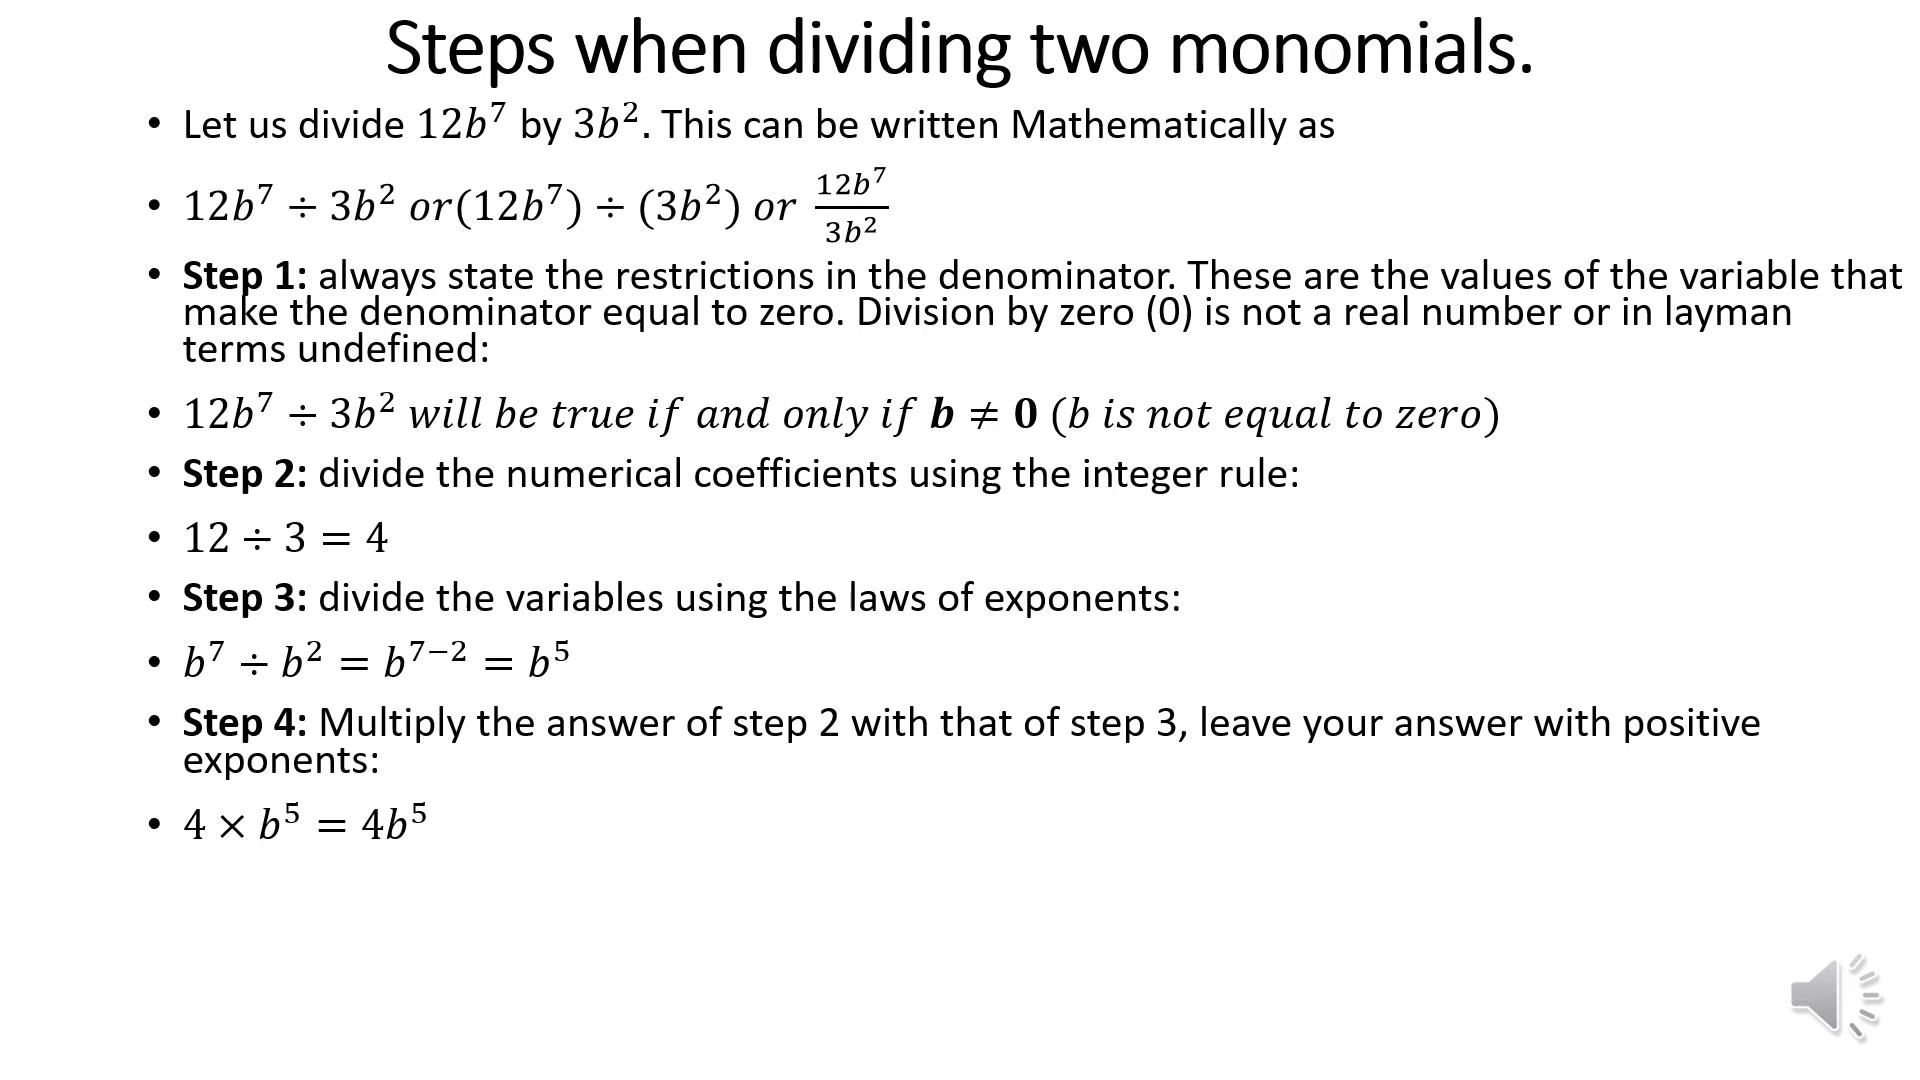 Steps when dividing two monomials.
• Let us divide 12b⁷ by 3b². This can be written Mathematically as
• 12b⁷ ÷ 3b² or(12b⁷) ÷ (3b²) or 12b⁷/3b²
• Step 1: always state the restrictions in the denominator. These are the values of the variable that
make the denominator equal to zero. Division by zero (0) is not a real number or in layman
terms undefined:
• 12b⁷ ÷ 3b² will be true if and only if b ≠ 0 (b is not equal to zero)
• Step 2: divide the numerical coefficients using the integer rule:
• 12 ÷ 3 = 4
• Step 3: divide the variables using the laws of exponents:
• b⁷ ÷ b² = b⁷⁻² = b⁵
• Step 4: Multiply the answer of step 2 with that of step 3, leave your answer with positive
exponents:
• 4 × b⁵ = 4b⁵